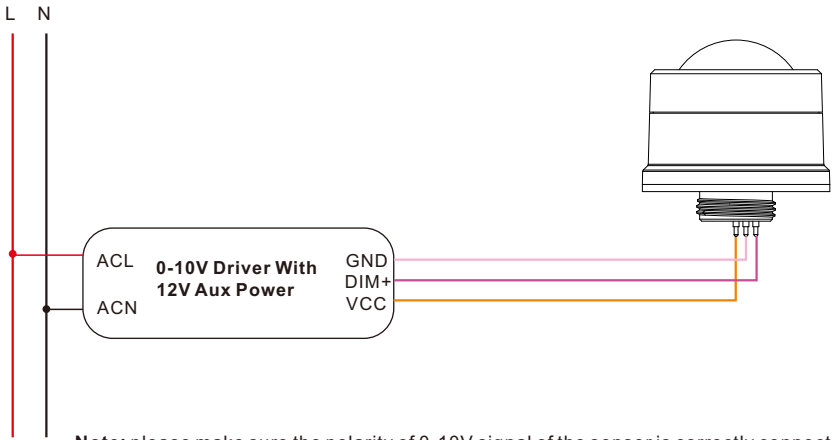 L N
ACL
0-10V Driver With
12V Aux Power
ACN
GND
DIM+
VCC
Note: please make sure the polarity of 0-10V signal of the sensor is correctly